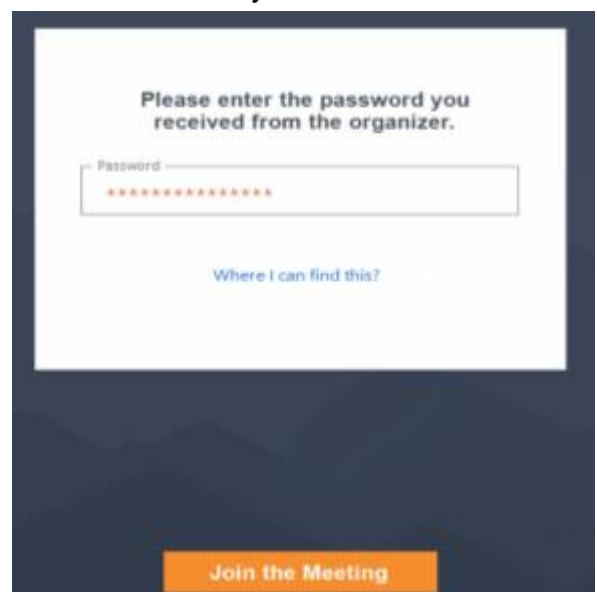 Please enter the password you
received from the organizer.
Password
***************
Where I can find this?
Join the Meeting